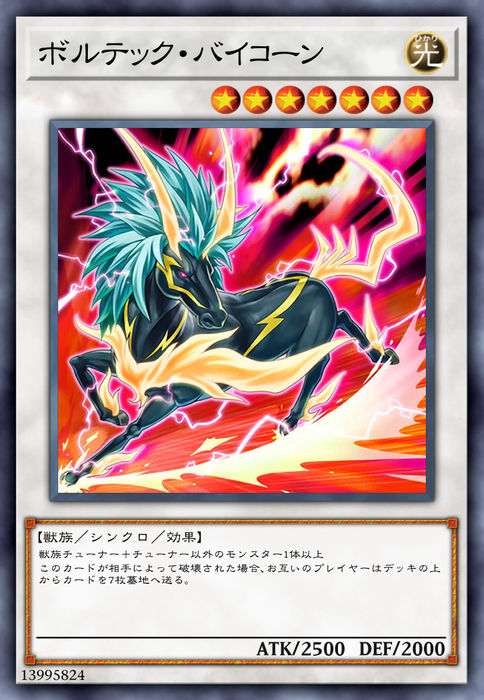 ボルテック・バイコーン
ひかり
光
【獣族／シンクロ／効果】
獣族チューナー＋チューナー以外のモンスター1体以上
このカードが相手によって破壊された場合、お互いのプレイヤーはデッキの上
からカードを7枚墓地へ送る。
ATK/2500 DEF/2000
13995824